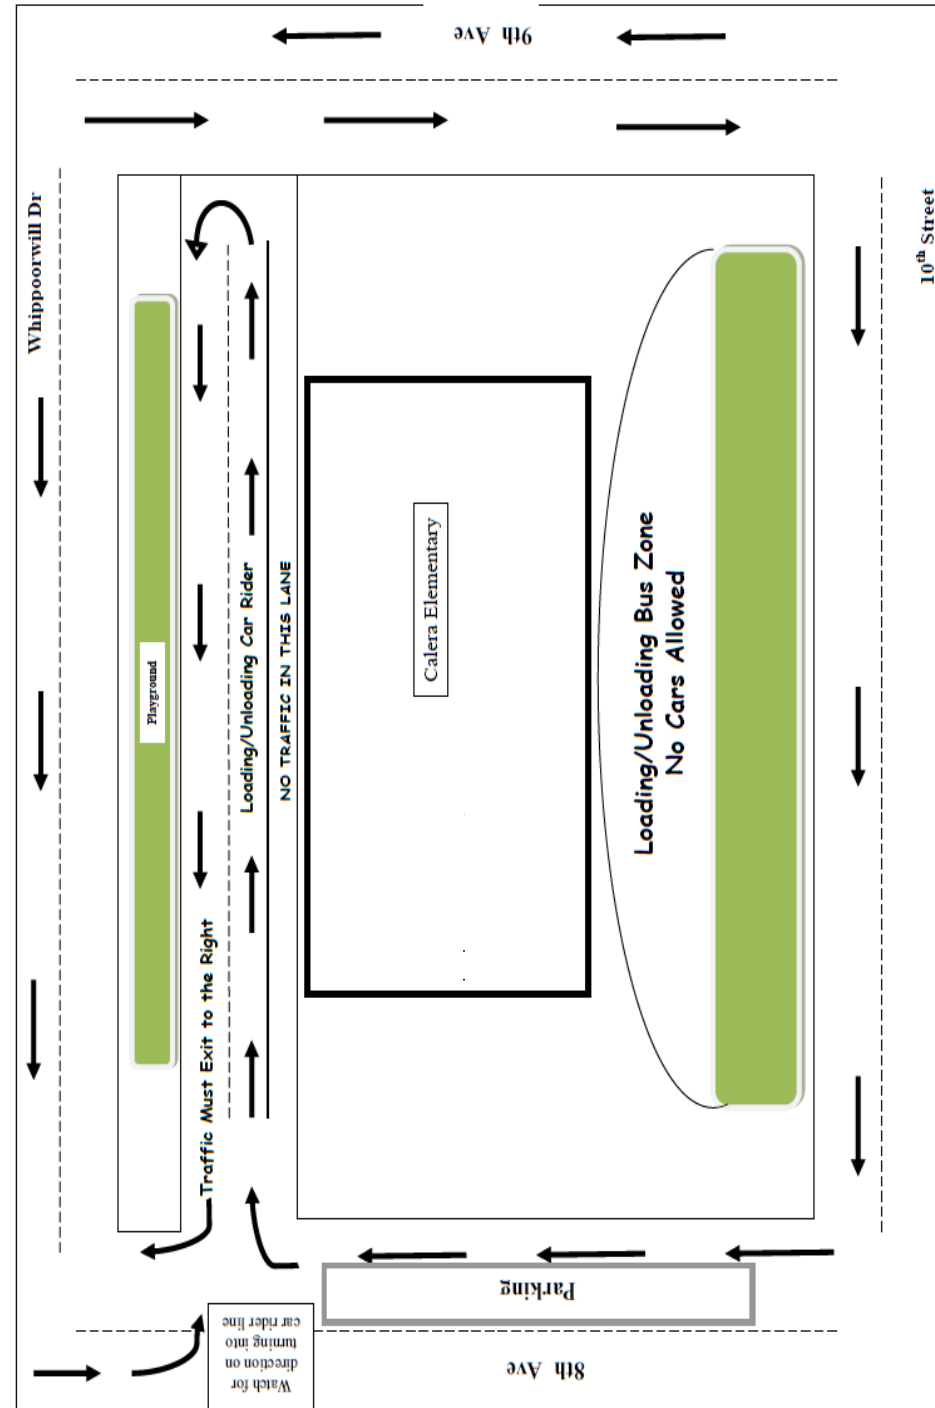 9th Ave
Whippoorwill Dr
10th Street
Playground
Loading/Unloading Car Rider
NO TRAFFIC IN THIS LANE
Calera Elementary
Loading/Unloading Bus Zone
No Cars Allowed
Traffic Must Exit to the Right
Parking
Watch for
direction on
turning into
car rider line
8th Ave